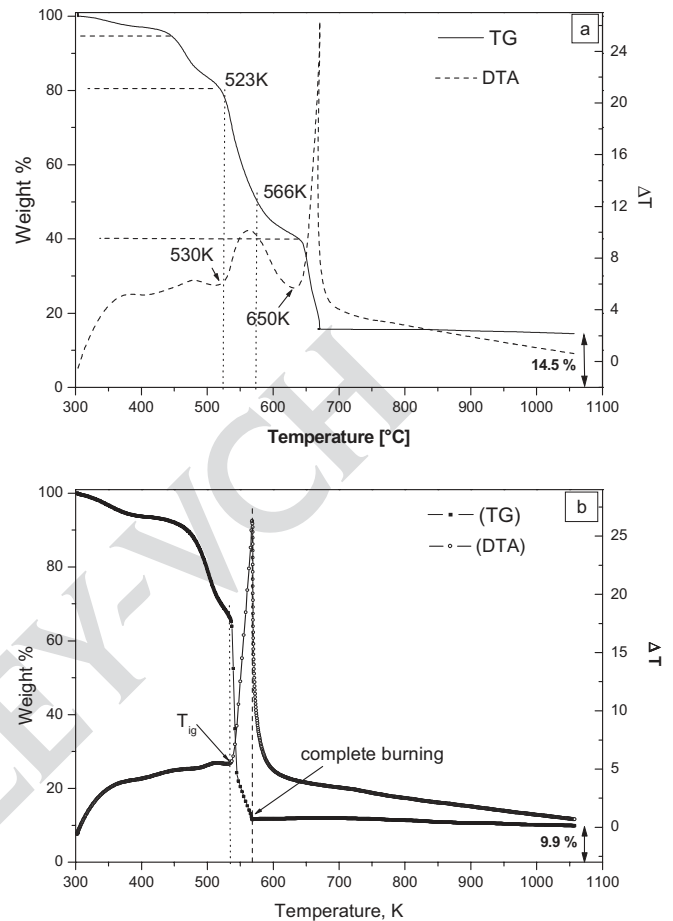 a
TG
DTA
100
80
60
40
20
0
Weight %
523K
566K
530K
650K
24
20
16
12
8
4
0
ΔT
14.5 %
300 400 500 600 700 800 900 1000 1100
Temperature [°C]
b
(TG)
(DTA)
100
80
60
40
20
0
Weight %
T_ig
complete burning
25
20
15
10
5
0
Δ T
9.9 %
300 400 500 600 700 800 900 1000 1100
Temperature, K
LEY-VCH